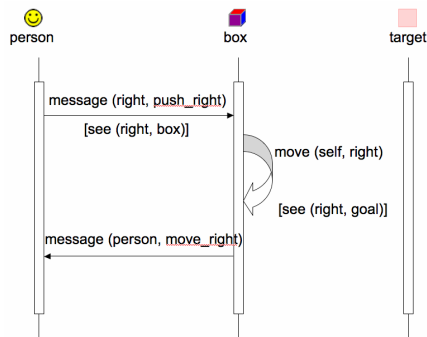 person
box
target
message (right, push_right)
[see (right, box)]
move (self, right)
[see (right, goal)]
message (person, move_right)